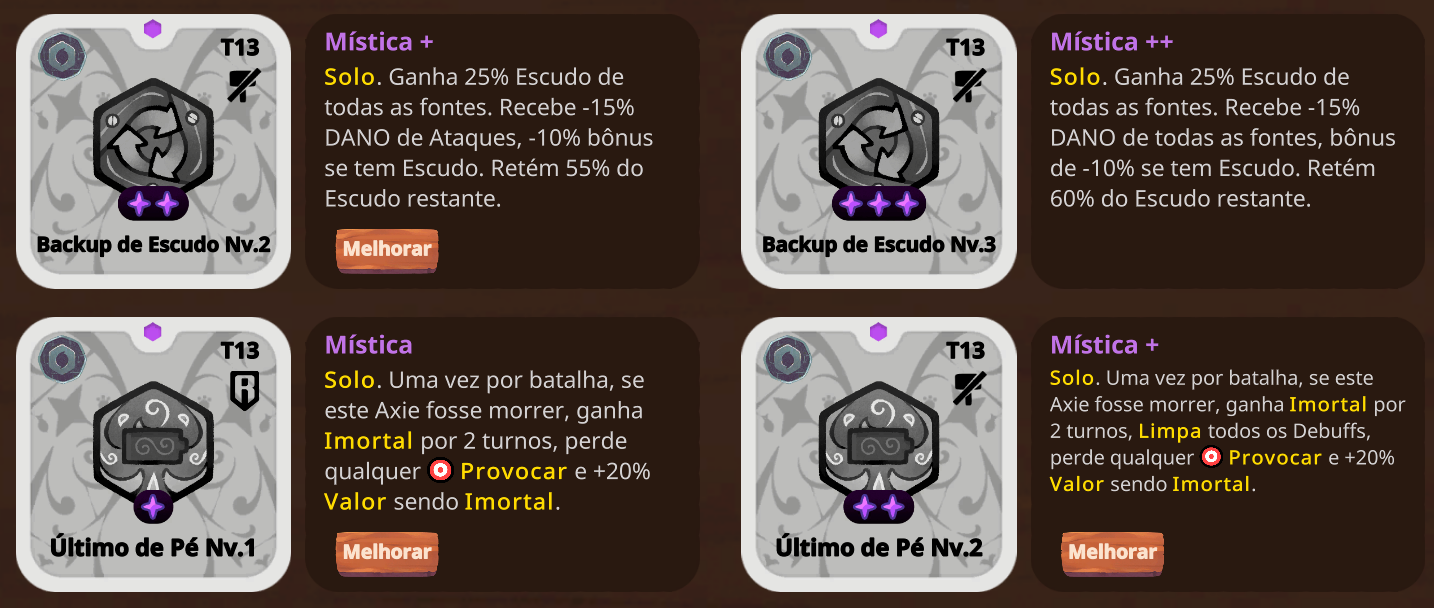 T13
Backup de Escudo Nv.2
Mística +
Solo. Ganha 25% Escudo de
todas as fontes. Recebe -15%
DANO de Ataques, -10% bônus
se tem Escudo. Retém 55% do
Escudo restante.
Melhorar
T13
Backup de Escudo Nv.3
Mística ++
Solo. Ganha 25% Escudo de
todas as fontes. Recebe -15%
DANO de todas as fontes, bônus
de -10% se tem Escudo. Retém
60% do Escudo restante.
T13
R
Último de Pé Nv.1
Mística
Solo. Uma vez por batalha, se
este Axie fosse morrer, ganha
Imortal por 2 turnos, perde
qualquer Provocar e +20%
Valor sendo Imortal.
Melhorar
T13
Último de Pé Nv.2
Mística +
Solo. Uma vez por batalha, se este
Axie fosse morrer, ganha Imortal por
2 turnos, Limpa todos os Debuffs,
perde qualquer Provocar e +20%
Valor sendo Imortal.
Melhorar